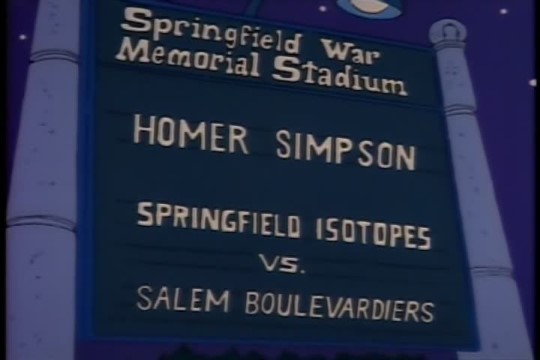 Springfield War
Memorial Stadium
HOMER SIMPSON
SPRINGFIELD ISOTOPES
VS.
SALEM BOULEVARDIERS